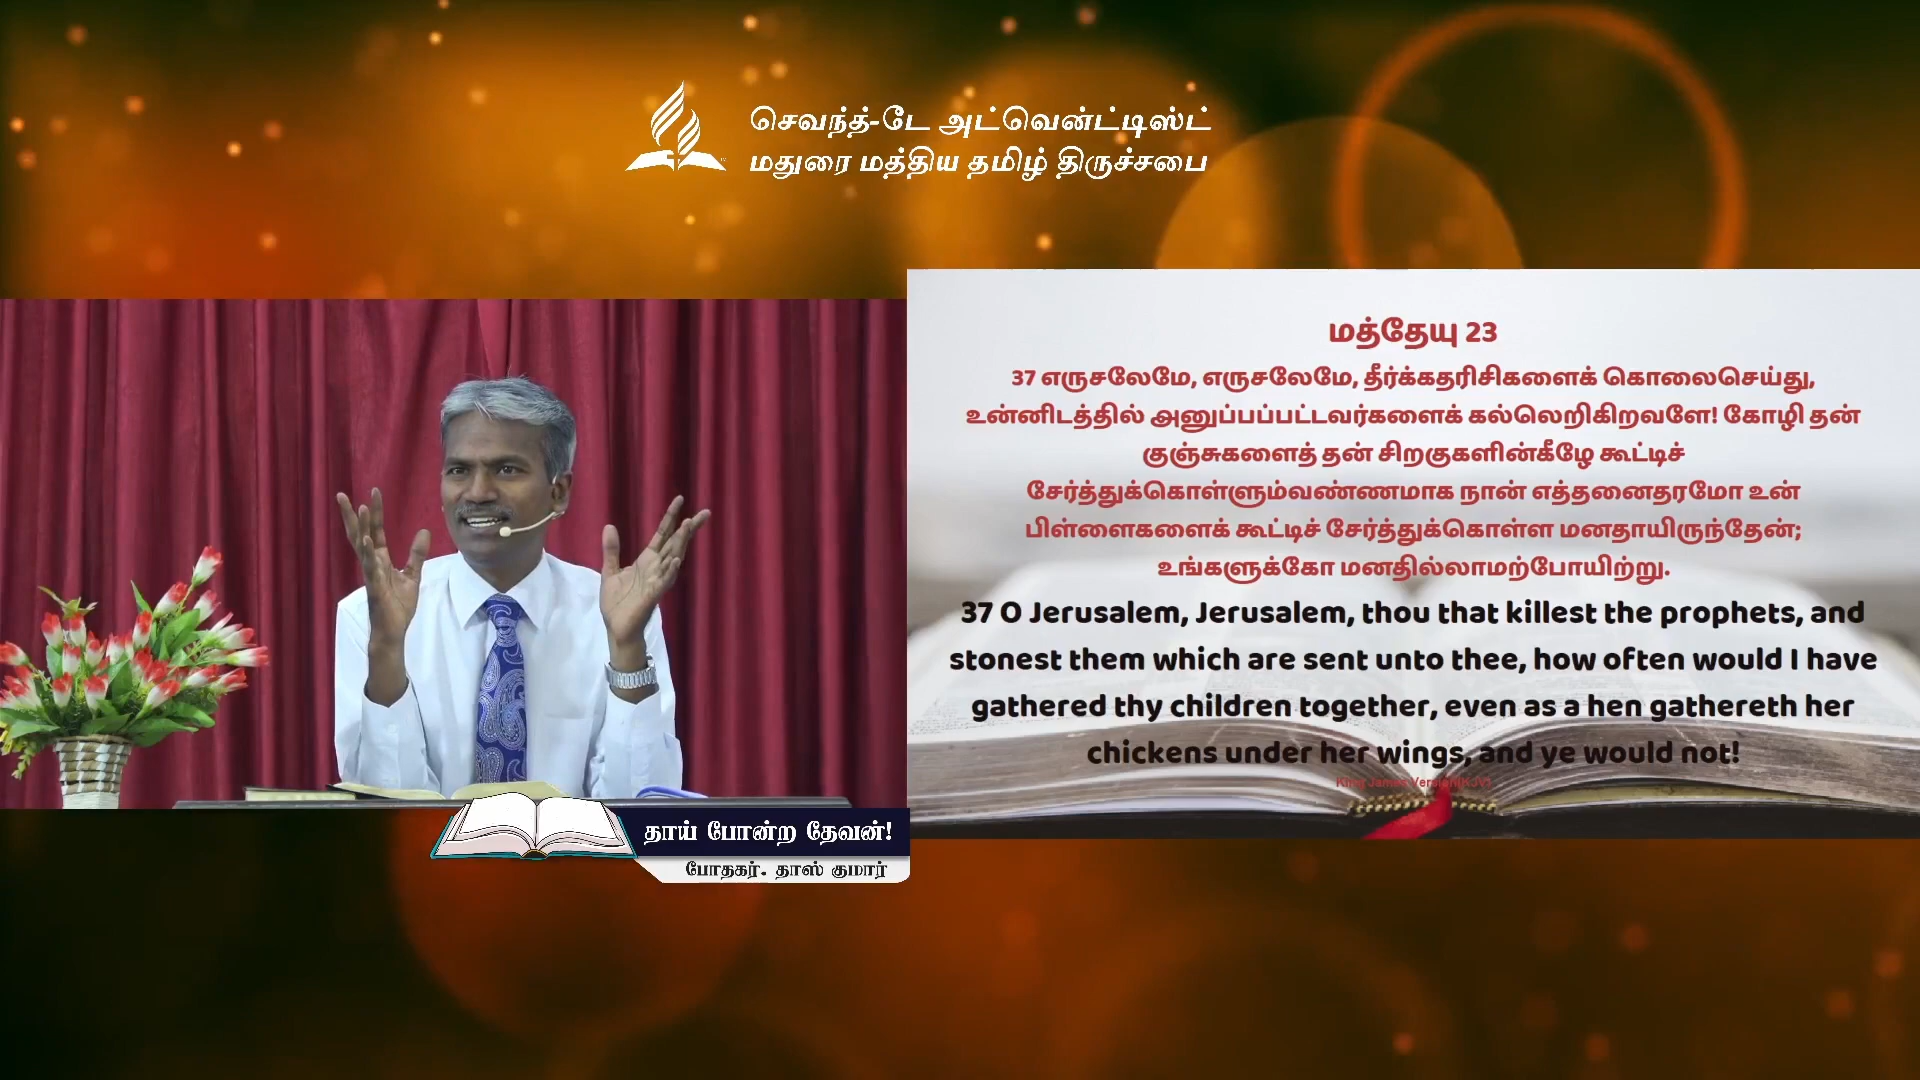 செவந்த்-டே அட்வென்ட்டிஸ்ட்
மதுரை மத்திய தமிழ் திருச்சபை
மத்தேயு 23
37 எருசலேமே, எருசலேமே, தீர்க்கதரிசிகளைக் கொலைசெய்து,
உன்னிடத்தில் அனுப்பப்பட்டவர்களைக் கல்லெறிகிறவளே! கோழி தன்
குஞ்சுகளைத் தன் சிறகுகளின்கீழே கூட்டிச்
சேர்த்துக்கொள்ளும்வண்ணமாக நான் எத்தனைதரமோ உன்
பிள்ளைகளைக் கூட்டிச் சேர்த்துக்கொள்ள மனதாயிருந்தேன்;
உங்களுக்கோ மனதில்லாமற்போயிற்று.
37 O Jerusalem, Jerusalem, thou that killest the prophets, and
stonest them which are sent unto thee, how often would I have
gathered thy children together, even as a hen gathereth her
chickens under her wings, and ye would not!
King James Version(KJV)
தாய் போன்ற தேவன்!
போதகர். தாஸ் குமார்